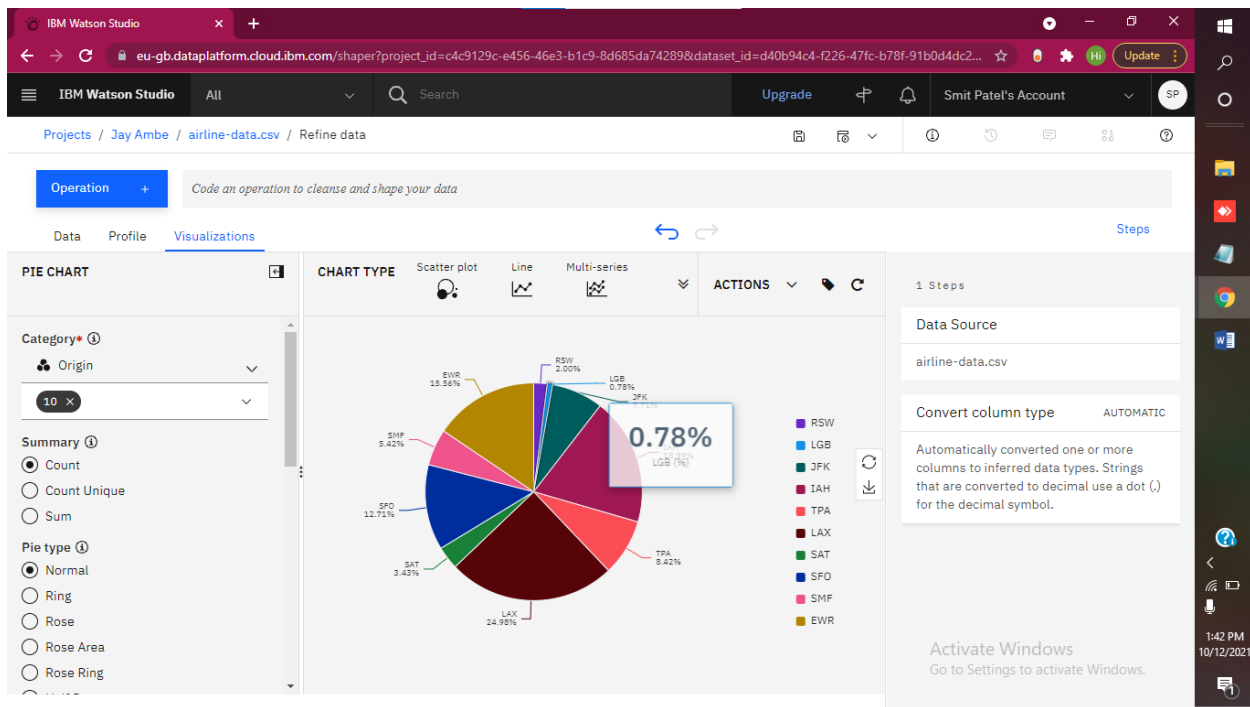 IBM Watson Studio
eu-gb.dataplatform.cloud.ibm.com/shaper?project_id=c4c9129c-e456-46e3-b1c9-8d685da74289&dataset_id=d40b94c4-f226-47fc-b78f-91b0d4dc2...
Hi
Update
IBM Watson Studio
All
Search
Upgrade
Smit Patel's Account
SP
Projects / Jay Ambe / airline-data.csv / Refine data
Operation +
Code an operation to cleanse and shape your data
Data
Profile
Visualizations
Steps
PIE CHART
CHART TYPE
Scatter plot
Line
Multi-series
ACTIONS
Category*
Origin
10 ×
Summary
Count
Count Unique
Sum
Pie type
Normal
Ring
Rose
Rose Area
Rose Ring
RSW
2.00%
LGB
0.78%
JFK
EWR
15.56%
SMF
5.42%
SFO
12.71%
SAT
3.43%
LAX
24.98%
TPA
8.42%
0.78%
LGB (%)
RSW
LGB
JFK
IAH
TPA
LAX
SAT
SFO
SMF
EWR
1 Steps
Data Source
airline-data.csv
Convert column type
AUTOMATIC
Automatically converted one or more
columns to inferred data types. Strings
that are converted to decimal use a dot (.)
for the decimal symbol.
Activate Windows
Go to Settings to activate Windows.
1:42 PM
10/12/2021
1